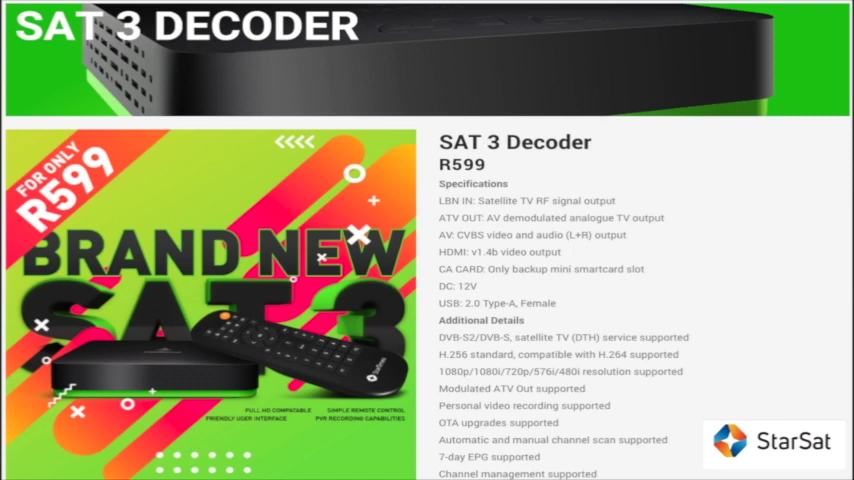 SAT 3 DECODER
FOR ONLY
R599
BRAND NEW
SAT 3
FULL HD COMPATABLE
FRIENDLY USER INTERFACE
SIMPLE REMOTE CONTROL
PVR RECORDING CAPABILITIES
SAT 3 Decoder
R599
Specifications
LBN IN: Satellite TV RF signal output
ATV OUT: AV demodulated analogue TV output
AV: CVBS video and audio (L+R) output
HDMI: v1.4b video output
CA CARD: Only backup mini smartcard slot
DC: 12V
USB: 2.0 Type-A, Female
Additional Details
DVB-S2/DVB-S, satellite TV (DTH) service supported
H.256 standard, compatible with H.264 supported
1080p/1080i/720p/576i/480i resolution supported
Modulated ATV Out supported
Personal video recording supported
OTA upgrades supported
Automatic and manual channel scan supported
7-day EPG supported
Channel management supported
StarSat